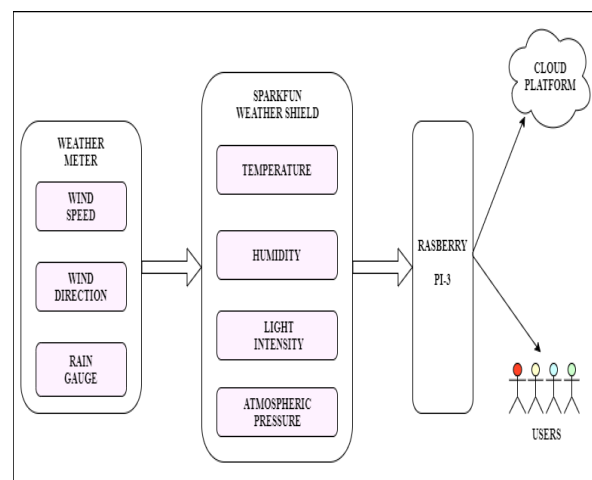 WEATHER
METER
WIND
SPEED
WIND
DIRECTION
RAIN
GAUGE
SPARKFUN
WEATHER SHIELD
TEMPERATURE
HUMIDITY
LIGHT
INTENSITY
ATMOSPHERIC
PRESSURE
RASBERRY
PI-3
CLOUD
PLATFORM
USERS